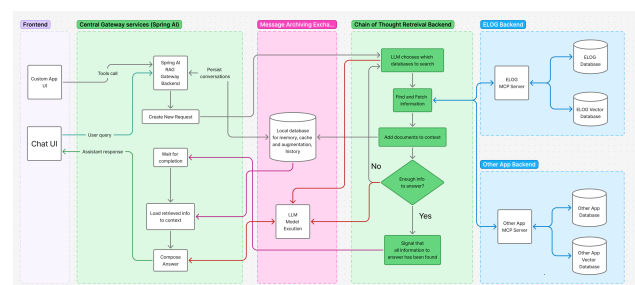 Frontend
Central Gateway services (Spring AI)
Message Archiving Excha...
Chain of Thought Retreival Backend
ELOG Backend
Custom App
UI
Tools call
Spring AI
RAG
Gateway
Backend
Persist
conversations
Create New Request
Chat UI
User query
Assistant response
Wait for
completion
Load retrieved info
to context
Compose
Answer
Local database
for memory, cache
and augmentation,
history
LLM
Model
Excution
LLM chooses which
databases to search
Find and Fetch
Information
Add documents to context
No
Enough info
to answer?
Yes
Signal that
all information to
answer has been found
ELOG
MCP Server
ELOG
Database
ELOG Vector
Database
Other App Backend
Other App
MCP Server
Other App
Database
Other App
Vector
Database